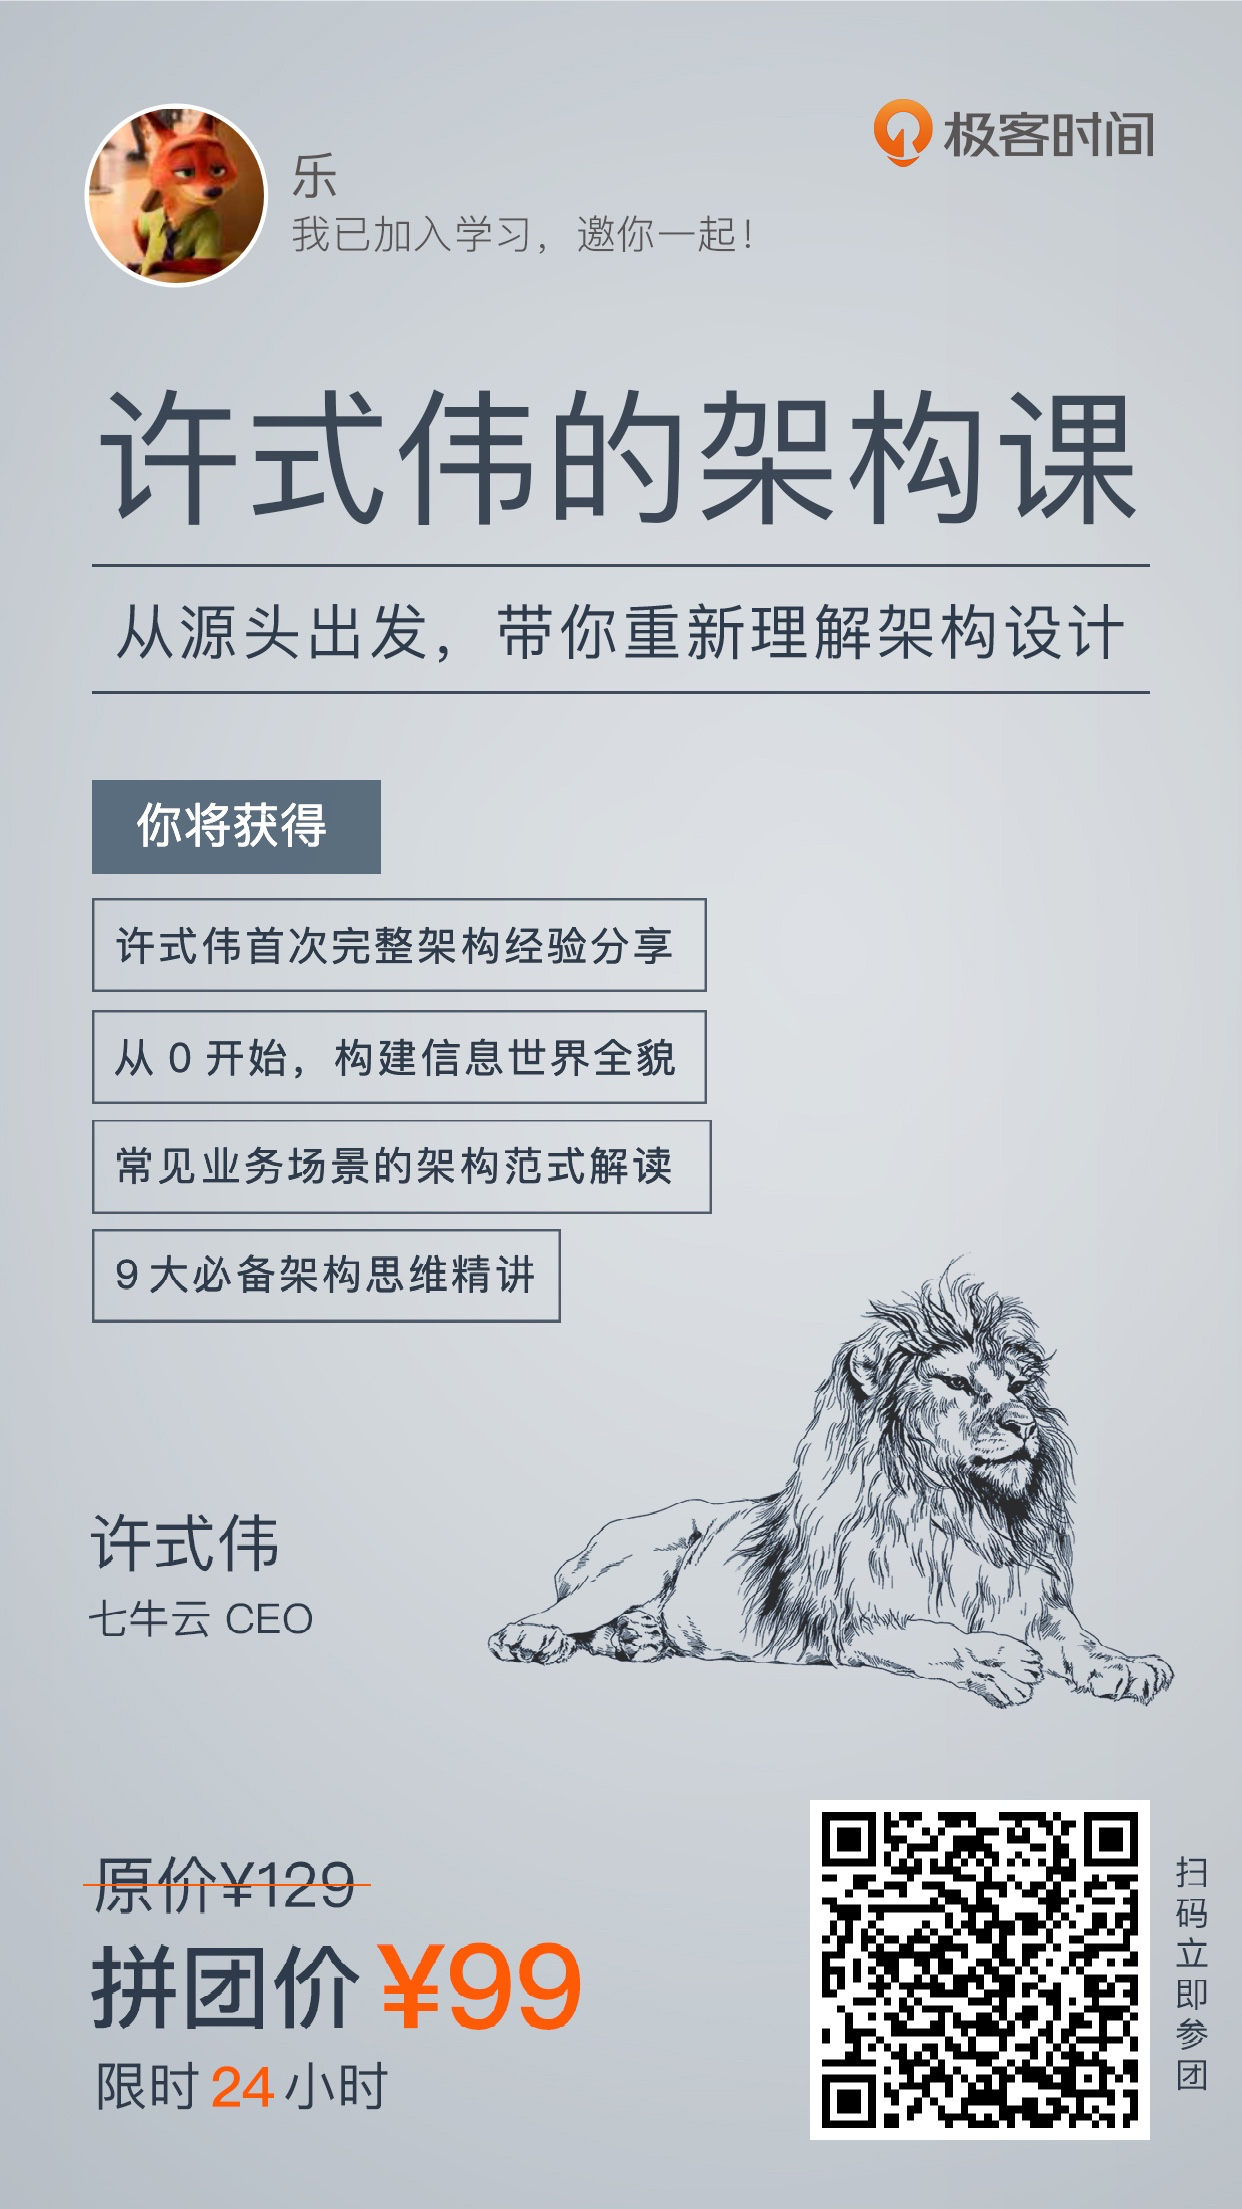 极客时间
乐
我已加入学习，邀你一起！
许式伟的架构课
从源头出发，带你重新理解架构设计
你将获得
许式伟首次完整架构经验分享
从 0 开始，构建信息世界全貌
常见业务场景的架构范式解读
9 大必备架构思维精讲
许式伟
七牛云 CEO
原价¥129
拼团价 ¥99
限时 24 小时
扫码立即参团